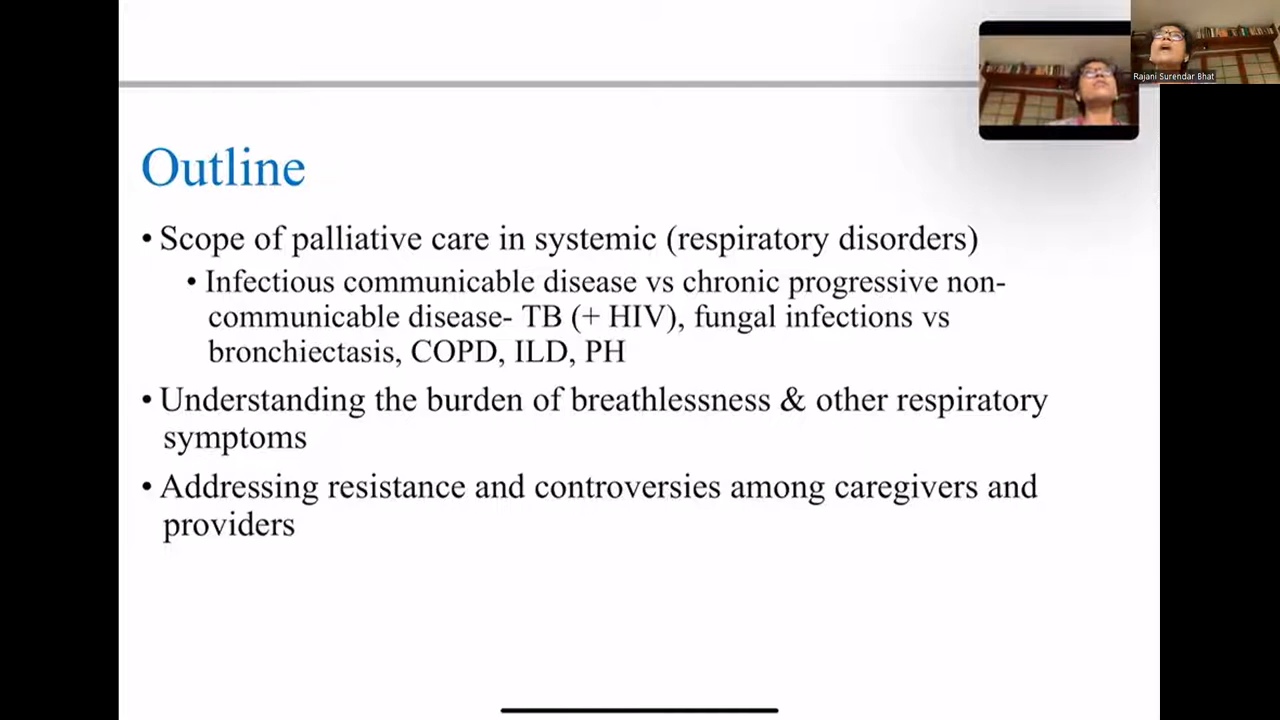 Rajani Surendar Bhat
Outline
• Scope of palliative care in systemic (respiratory disorders)
• Infectious communicable disease vs chronic progressive non-
communicable disease- TB (+ HIV), fungal infections vs
bronchiectasis, COPD, ILD, PH
• Understanding the burden of breathlessness & other respiratory
symptoms
• Addressing resistance and controversies among caregivers and
providers